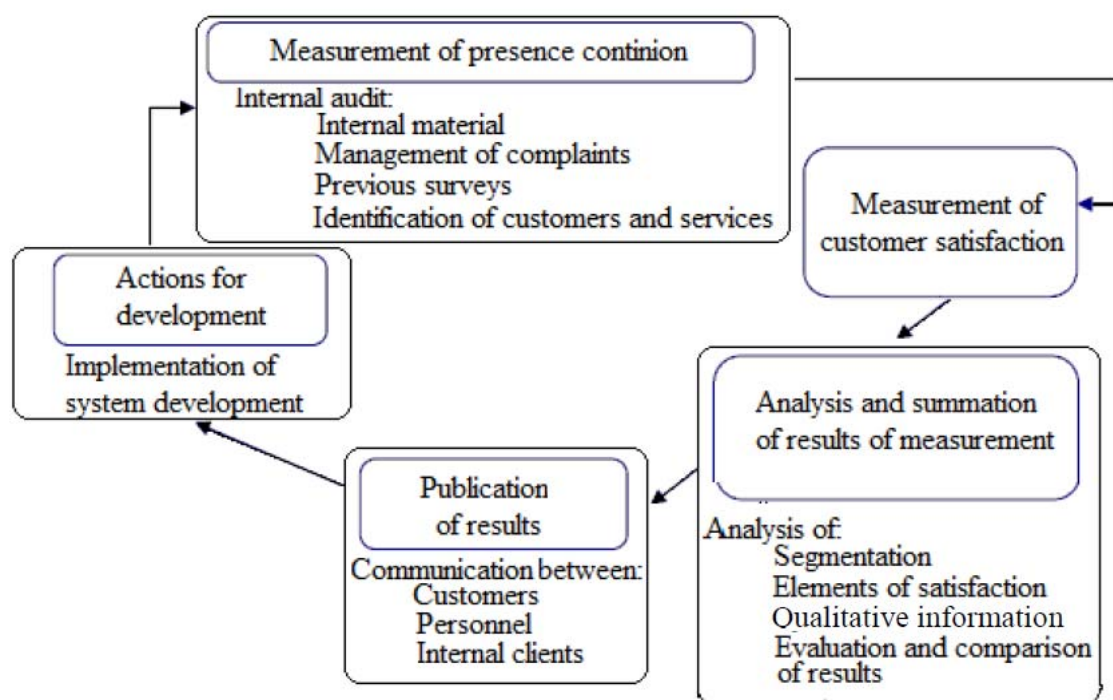 Measurement of presence continion
Internal audit:
Internal material
Management of complaints
Previous surveys
Identification of customers and services
Measurement of
customer satisfaction
Analysis and summation
of results of measurement
Analysis of:
Segmentation
Elements of satisfaction
Qualitative information
Evaluation and comparison
of results
Publication
of results
Communication between:
Customers
Personnel
Internal clients
Actions for
development
Implementation of
system development